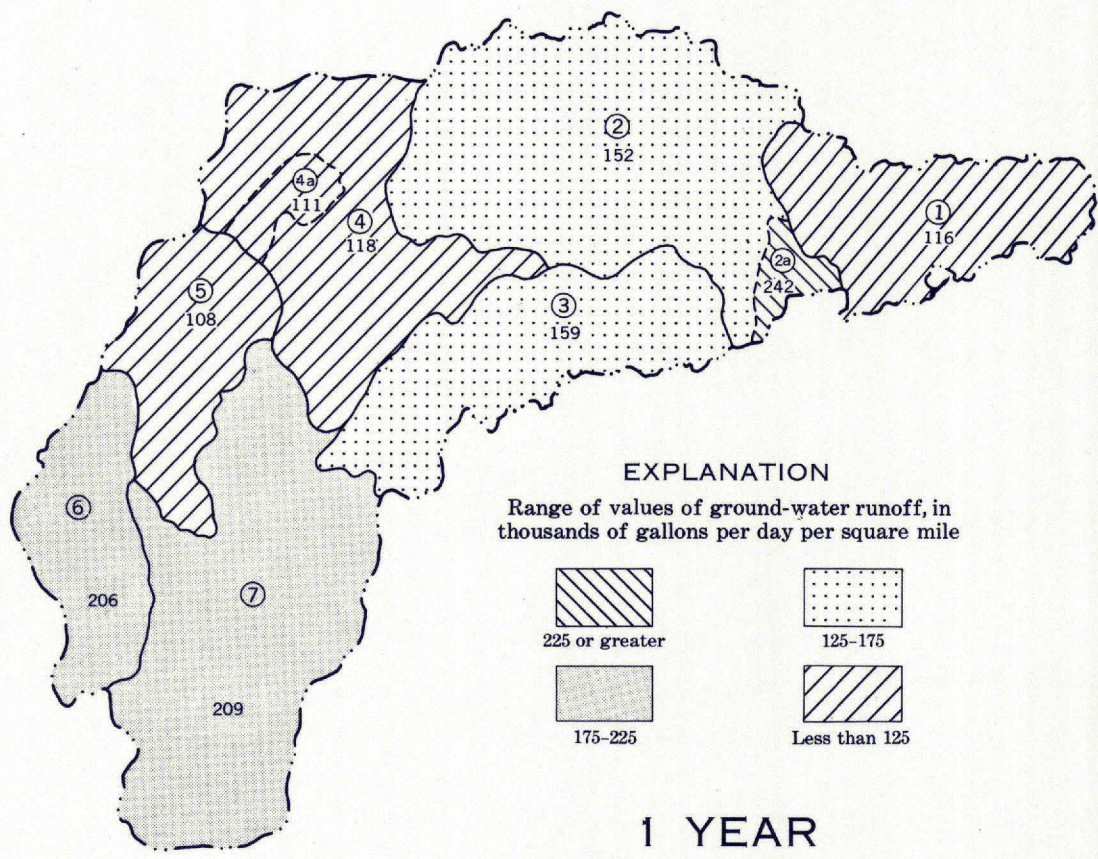 2
152
4a
111
4
118
1
116
2a
242
5
108
3
159
6
206
7
209
EXPLANATION
Range of values of ground-water runoff, in
thousands of gallons per day per square mile
225 or greater
125-175
175-225
Less than 125
1 YEAR